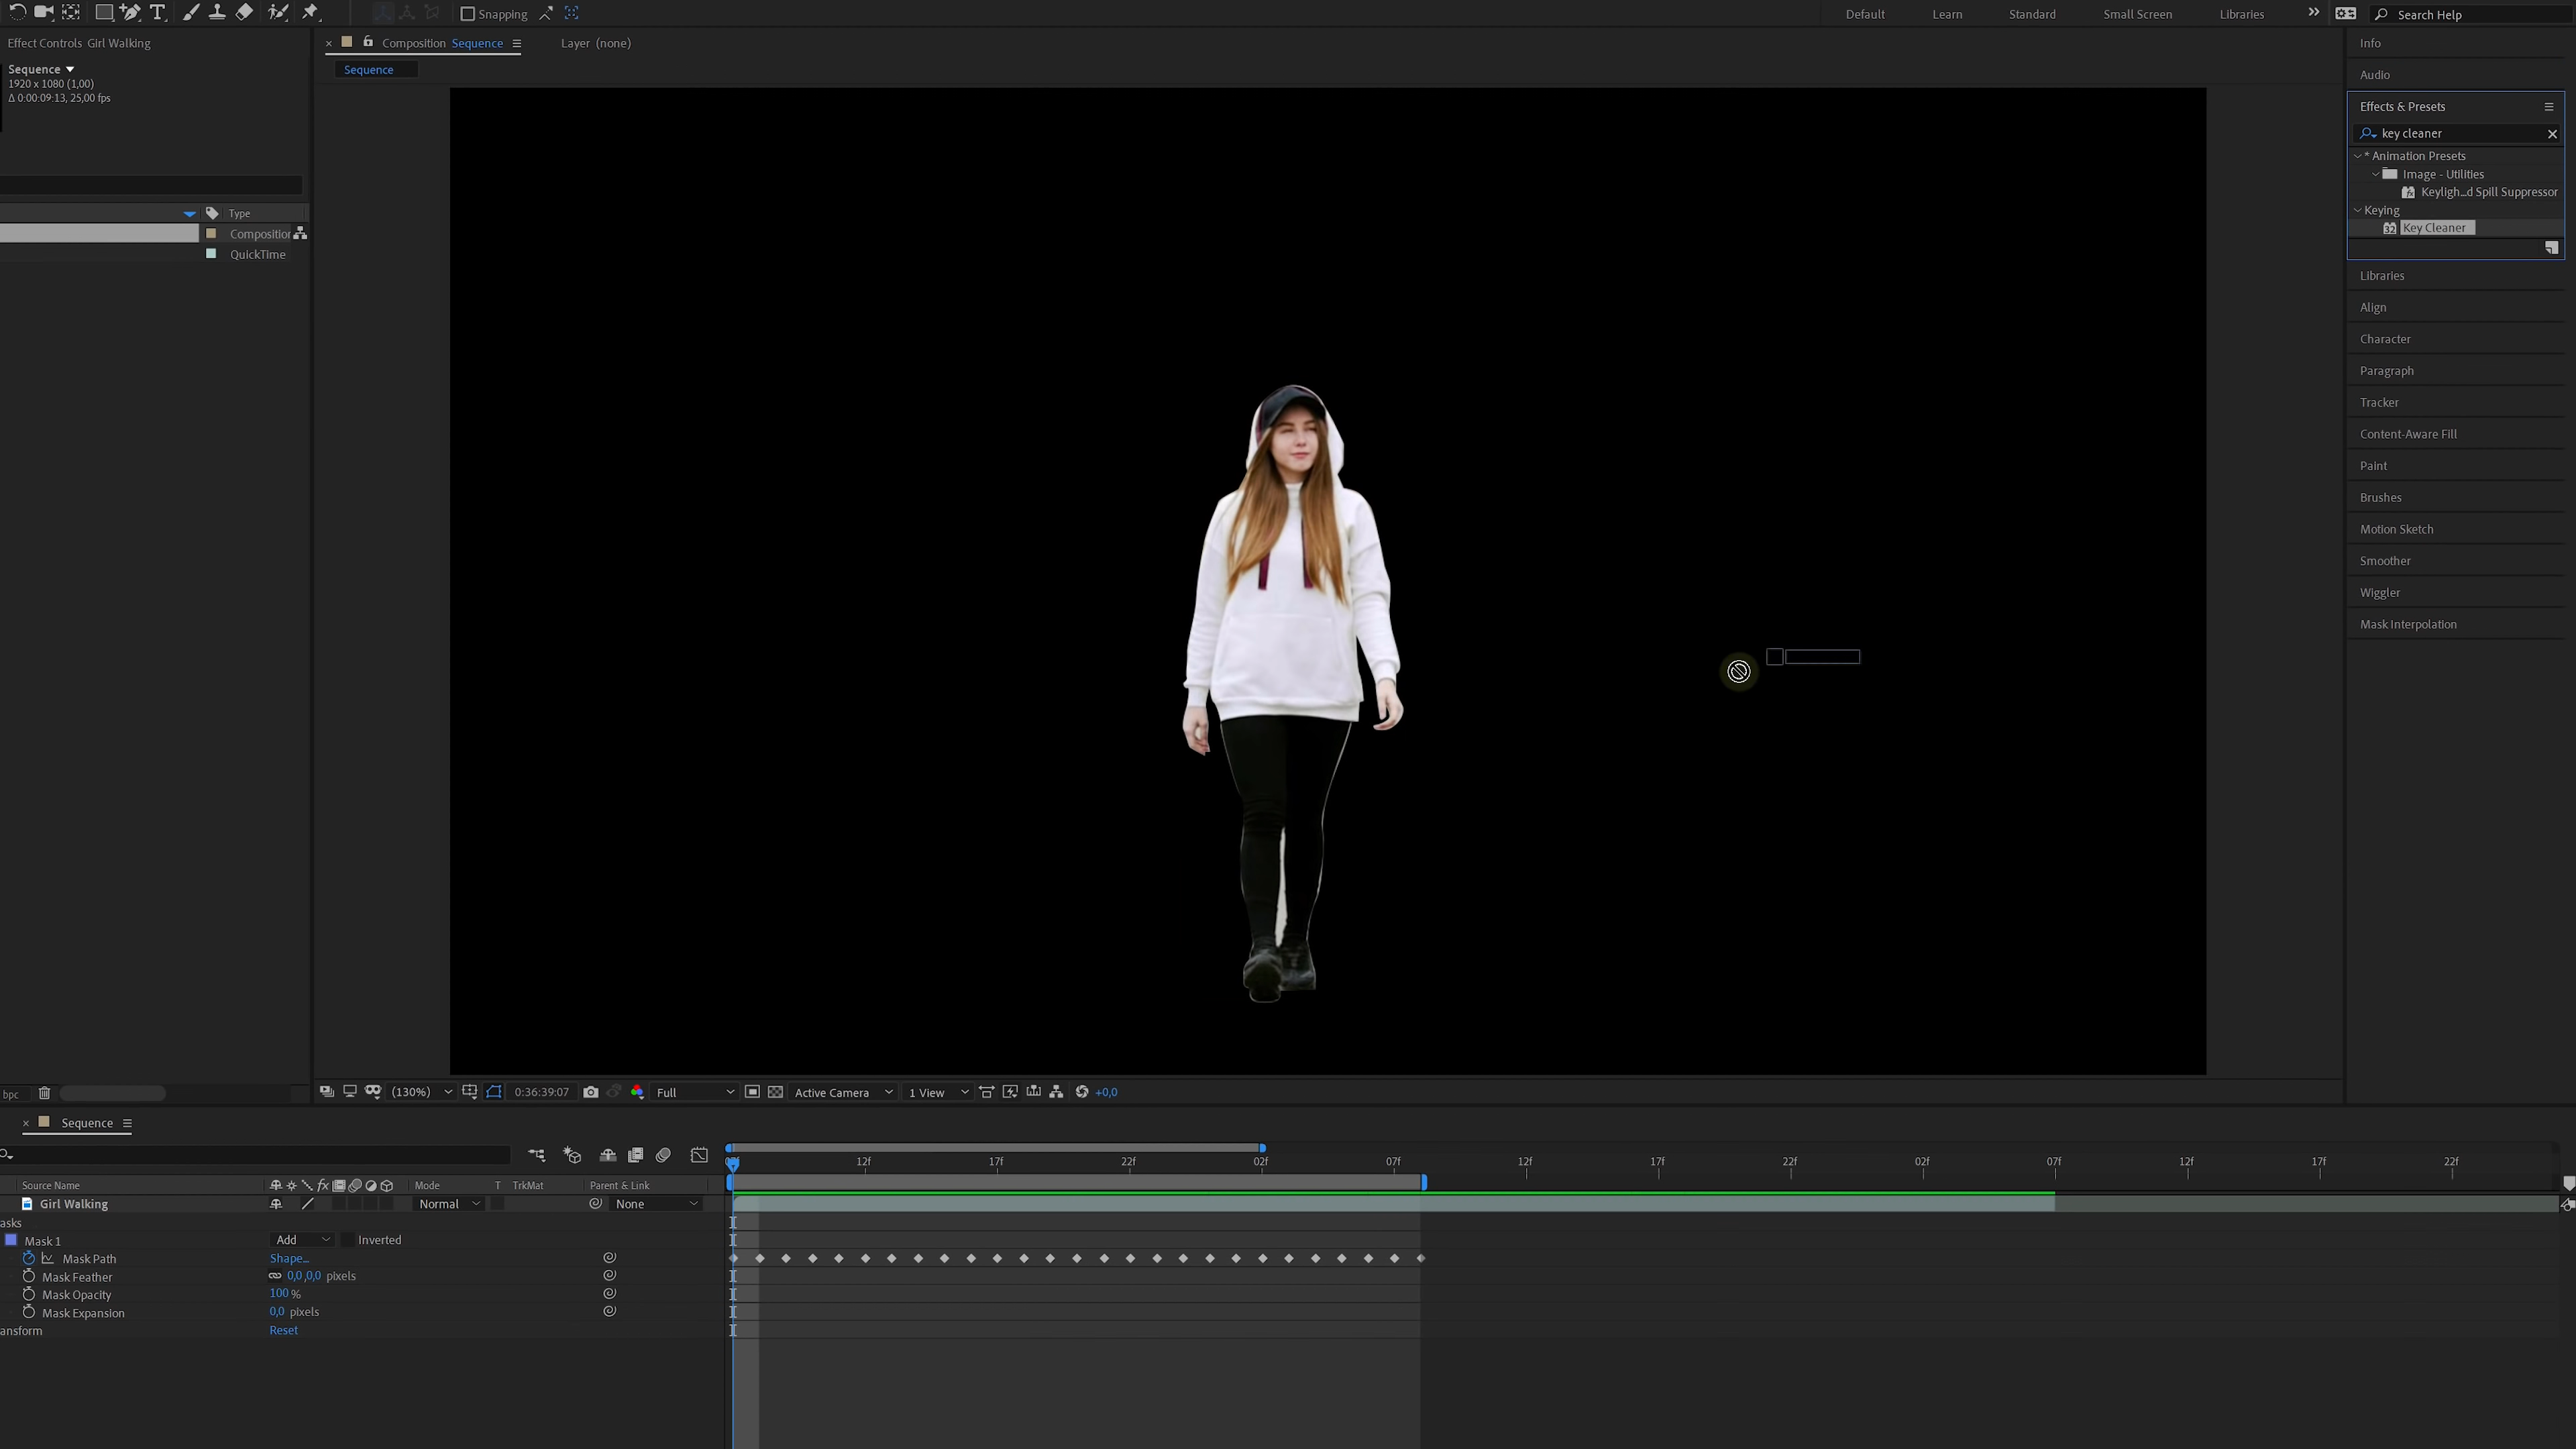 Snapping
Default
Learn
Standard
Small Screen
Libraries
Search Help
Effect Controls Girl Walking
Composition Sequence
Layer (none)
Info
Sequence
1920 x 1080 (1,00)
Δ 0:00:09:13, 25,00 fps
Sequence
Audio
Effects & Presets
key cleaner
* Animation Presets
Image - Utilities
Keyligh...d Spill Suppressor
Keying
Key Cleaner
Type
Composition
QuickTime
Libraries
Align
Character
Paragraph
Tracker
Content-Aware Fill
Paint
Brushes
Motion Sketch
Smoother
Wiggler
Mask Interpolation
bpc
(130%)
0:36:39:07
Full
Active Camera
1 View
+0,0
Sequence
12f 17f 22f 02f 07f 12f 17f 22f 02f 07f 12f 17f 22f
Source Name
Mode
T TrkMat
Parent & Link
Girl Walking
Normal
None
asks
Mask 1
Add
Inverted
Mask Path
Shape...
Mask Feather
0,0,0,0 pixels
Mask Opacity
100 %
Mask Expansion
0,0 pixels
ansform
Reset